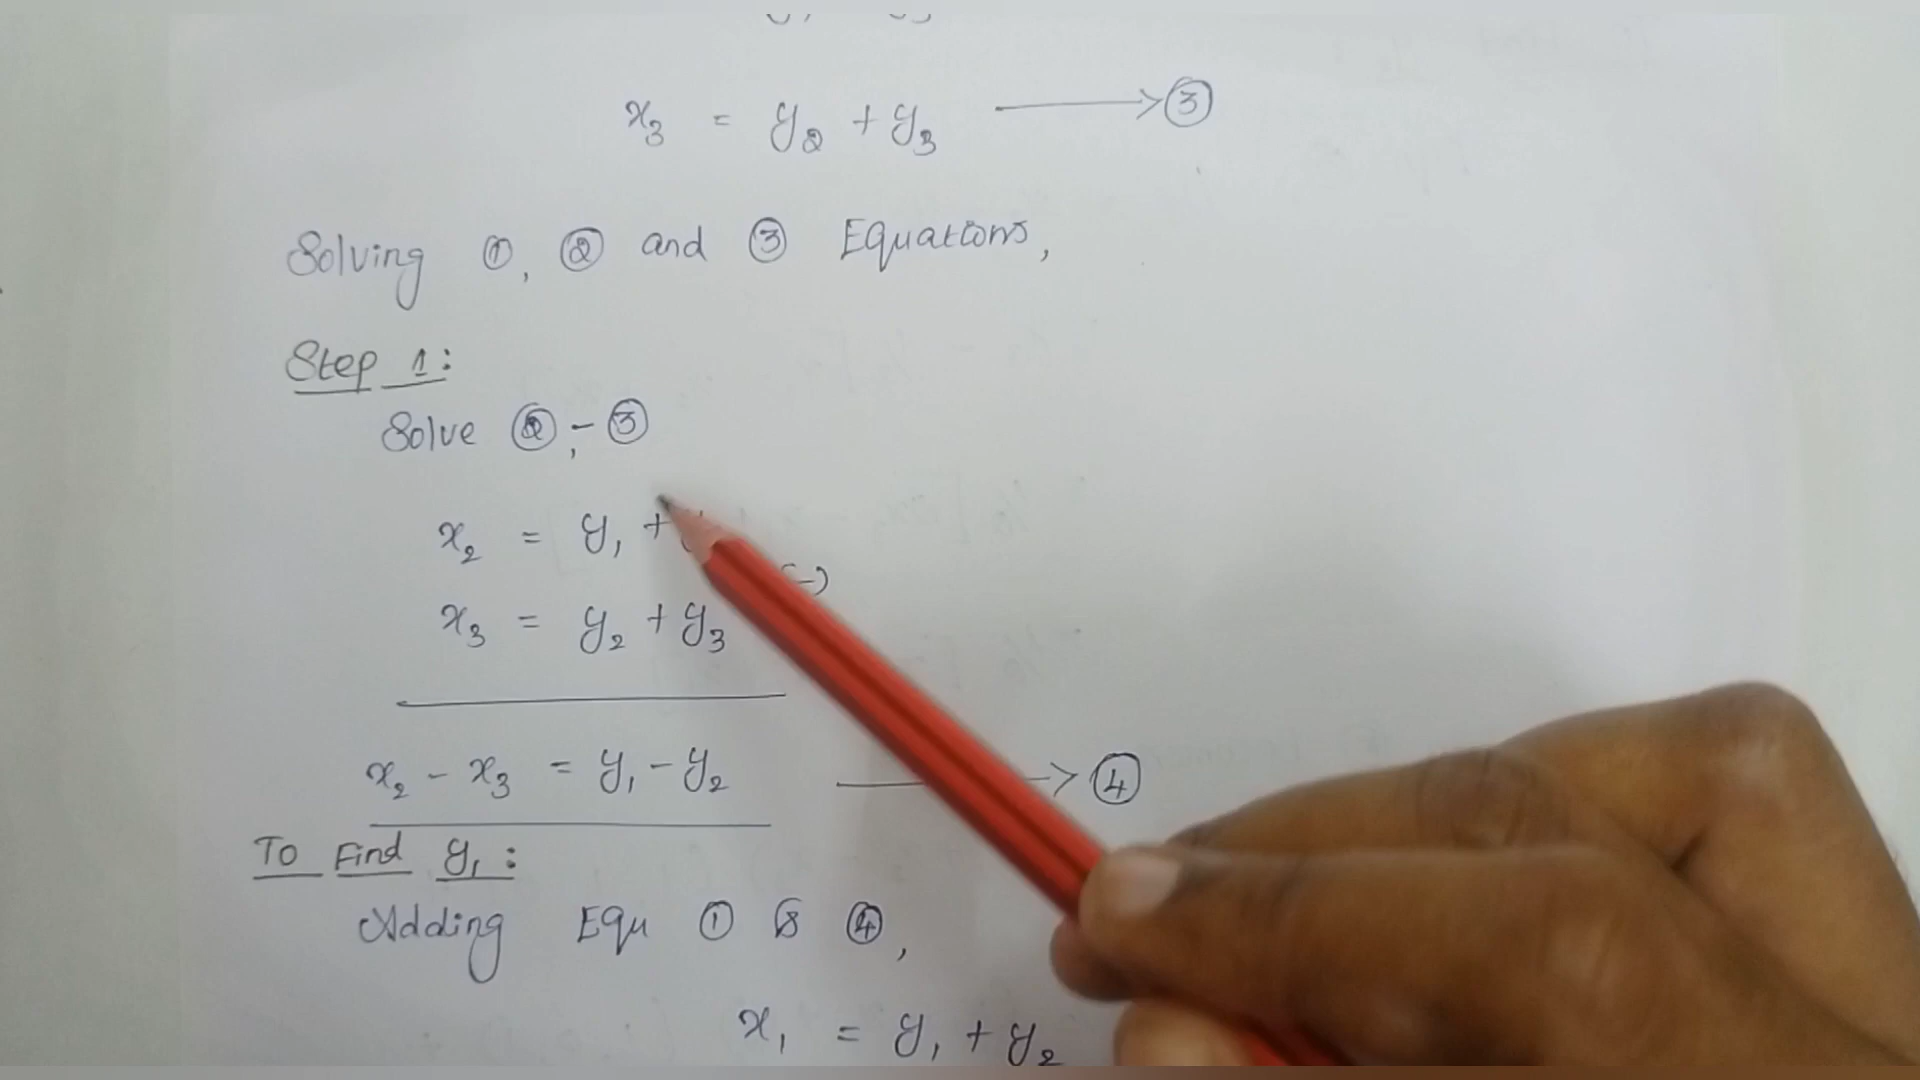 x₃ = y₂ + y₃ ⟶ ③
Solving ①, ② and ③ Equations,
Step 1:
Solve ②, - ③
x₂ = y₁ +
(-)
x₃ = y₂ + y₃
x₂ - x₃ = y₁ - y₂ ⟶ ④
To Find y₁ :
Adding Equ ① & ④,
x₁ = y₁ + y₂